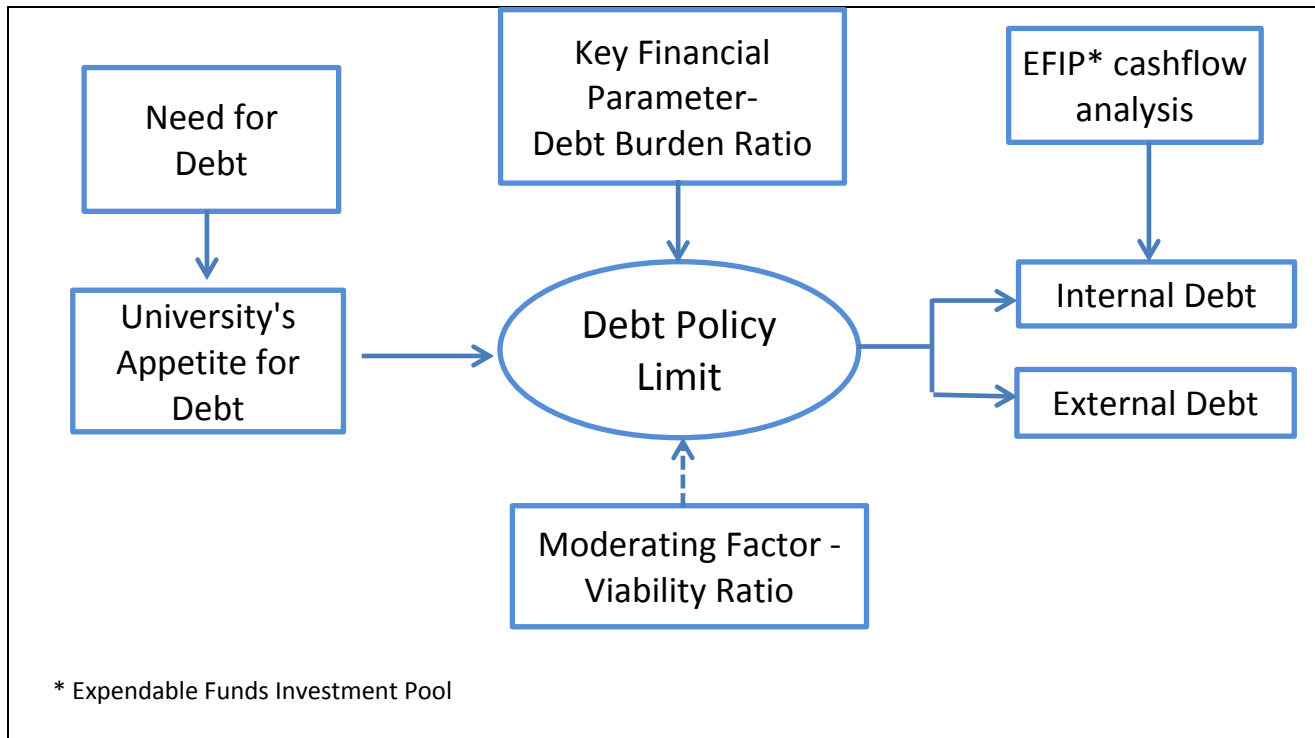 Need for
Debt
Key Financial
Parameter-
Debt Burden Ratio
EFIP* cashflow
analysis
University's
Appetite for
Debt
Debt Policy
Limit
Internal Debt
External Debt
Moderating Factor -
Viability Ratio
* Expendable Funds Investment Pool